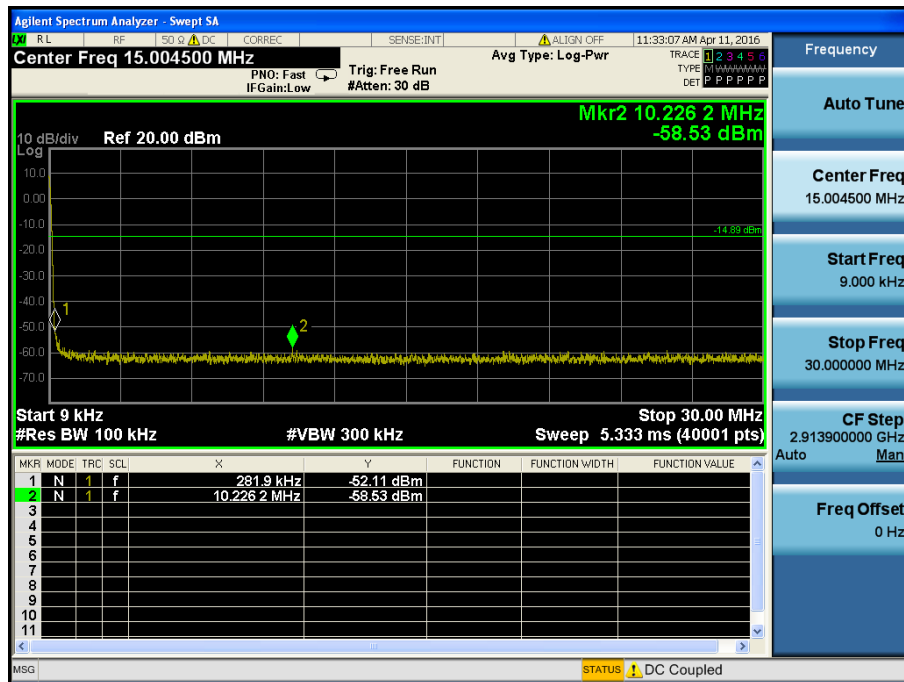 Agilent Spectrum Analyzer - Swept SA
LXI RL RF 50 Ω DC CORREC SENSE:INT ALIGN OFF 11:33:07 AM Apr 11, 2016
Center Freq 15.004500 MHz
PNO: Fast
IFGain:Low
Trig: Free Run
#Atten: 30 dB
Avg Type: Log-Pwr
TRACE 1 2 3 4 5 6
TYPE M WWWWW
DET P P P P P P
Mkr2 10.226 2 MHz
-58.53 dBm
10 dB/div Ref 20.00 dBm
Log
10.0
0.00
-10.0
-14.89 dBm
-20.0
-30.0
-40.0
1
-50.0
2
-60.0
-70.0
Start 9 kHz Stop 30.00 MHz
#Res BW 100 kHz #VBW 300 kHz Sweep 5.333 ms (40001 pts)
MKR MODE TRC SCL X Y FUNCTION FUNCTION WIDTH FUNCTION VALUE
1 N 1 f 281.9 kHz -52.11 dBm
2 N 1 f 10.226 2 MHz -58.53 dBm
3
4
5
6
7
8
9
10
11
MSG STATUS DC Coupled
Frequency
Auto Tune
Center Freq
15.004500 MHz
Start Freq
9.000 kHz
Stop Freq
30.000000 MHz
CF Step
2.913900000 GHz
Auto Man
Freq Offset
0 Hz